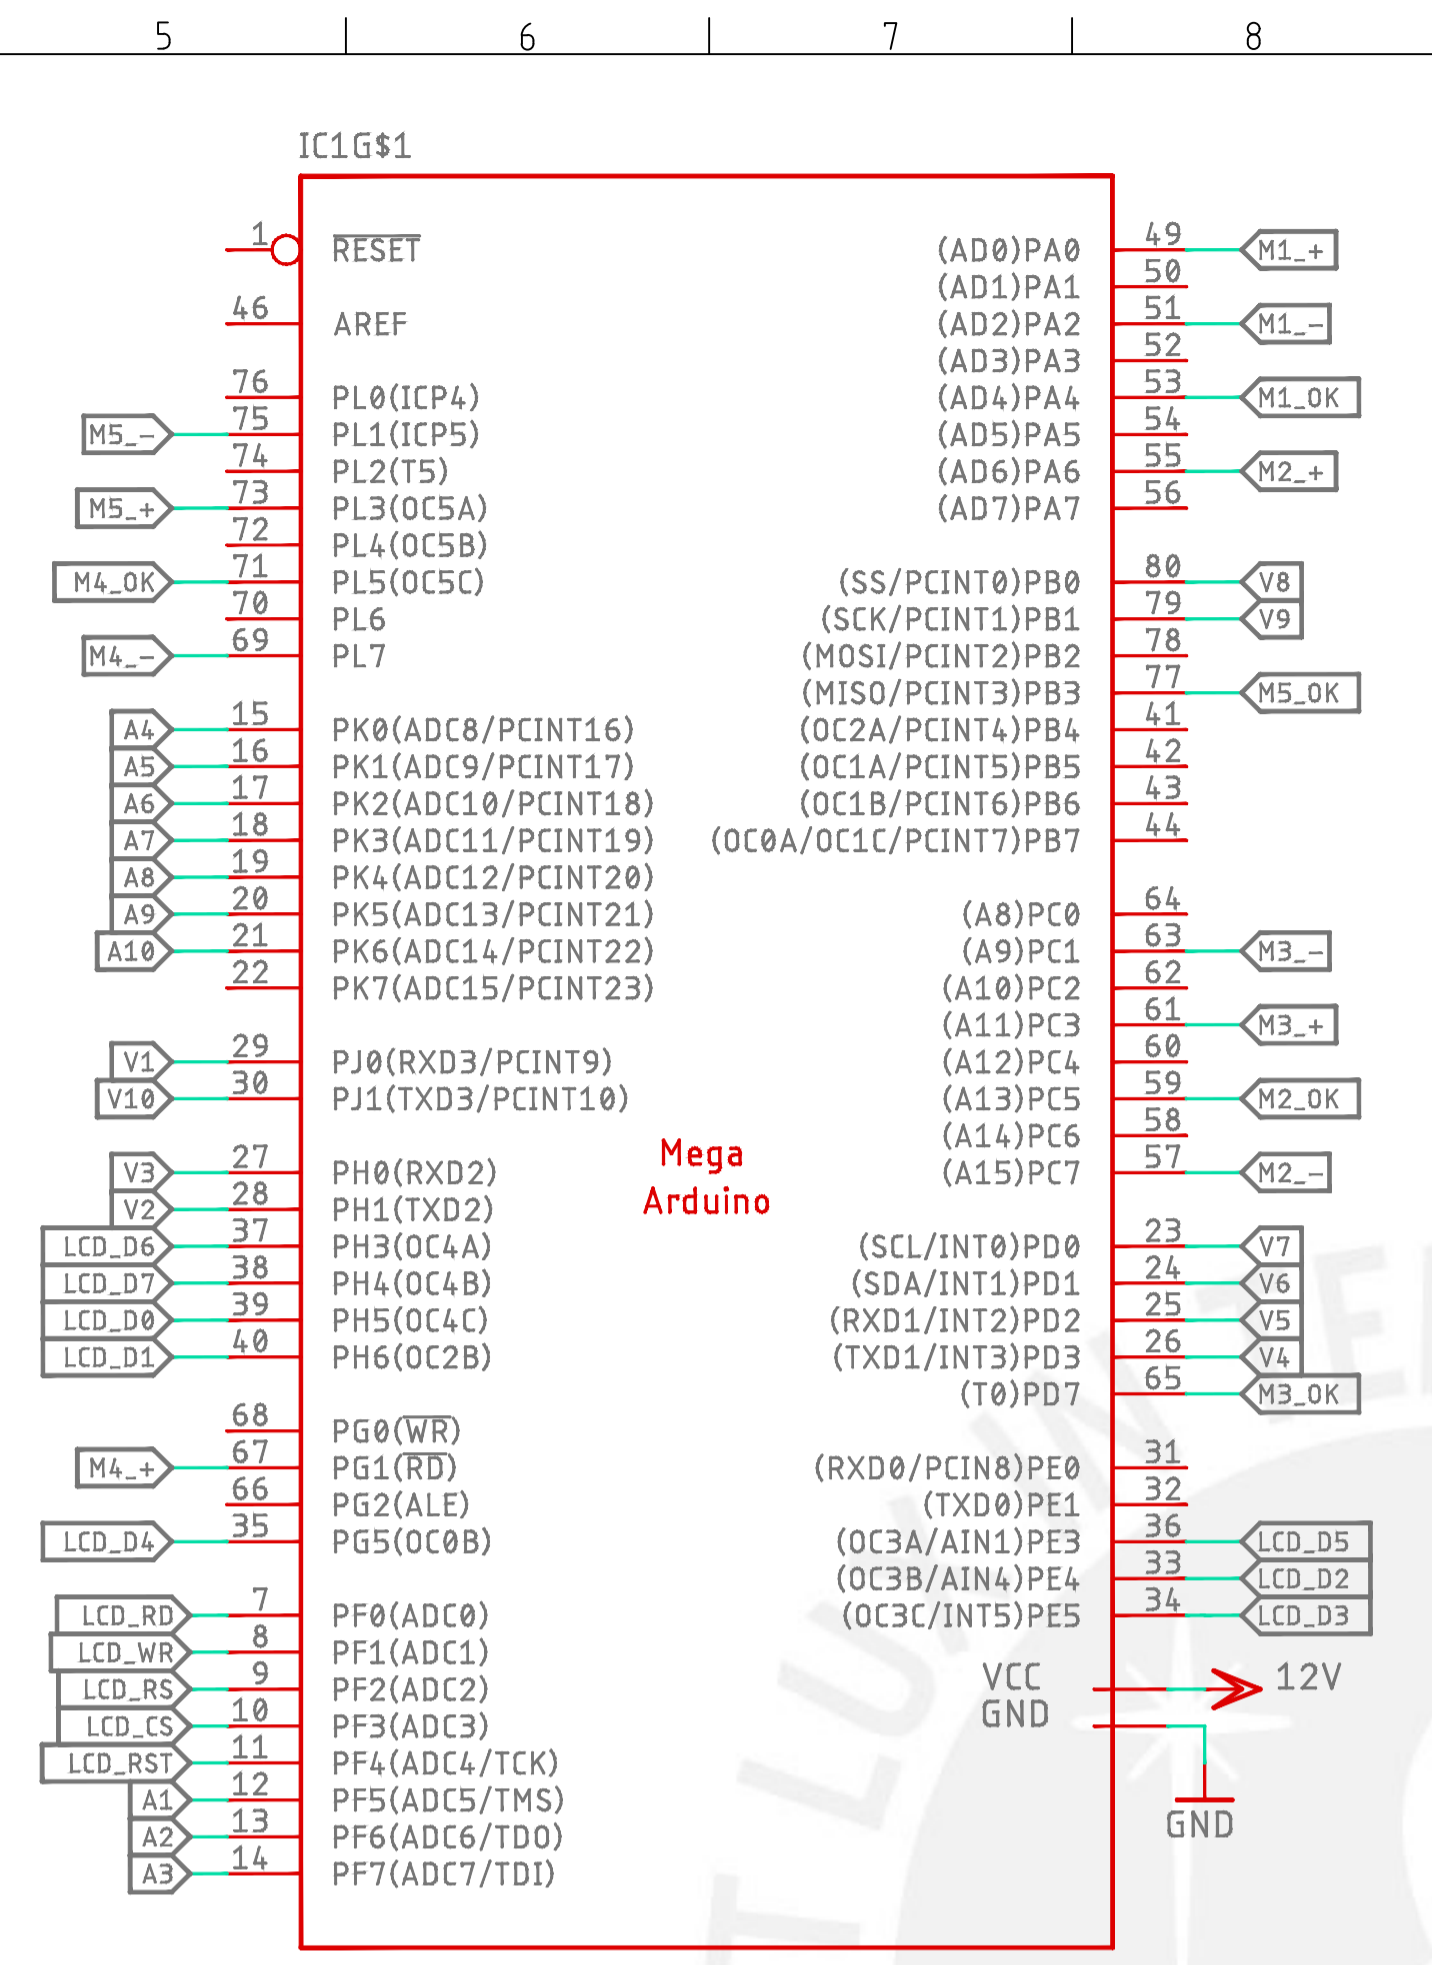 5 6 7 8
IC1G$1
1 RESET (AD0)PA0 49 M1_+
(AD1)PA1 50
46 AREF (AD2)PA2 51 M1_-
(AD3)PA3 52
76 PL0(ICP4) (AD4)PA4 53 M1_OK
M5_- 75 PL1(ICP5) (AD5)PA5 54
74 PL2(T5) (AD6)PA6 55 M2_+
M5_+ 73 PL3(OC5A) (AD7)PA7 56
72 PL4(OC5B)
M4_OK 71 PL5(OC5C) (SS/PCINT0)PB0 80 V8
70 PL6 (SCK/PCINT1)PB1 79 V9
M4_- 69 PL7 (MOSI/PCINT2)PB2 78
(MISO/PCINT3)PB3 77 M5_OK
A4 15 PK0(ADC8/PCINT16) (OC2A/PCINT4)PB4 41
A5 16 PK1(ADC9/PCINT17) (OC1A/PCINT5)PB5 42
A6 17 PK2(ADC10/PCINT18) (OC1B/PCINT6)PB6 43
A7 18 PK3(ADC11/PCINT19) (OC0A/OC1C/PCINT7)PB7 44
A8 19 PK4(ADC12/PCINT20)
A9 20 PK5(ADC13/PCINT21) (A8)PC0 64
A10 21 PK6(ADC14/PCINT22) (A9)PC1 63 M3_-
22 PK7(ADC15/PCINT23) (A10)PC2 62
(A11)PC3 61 M3_+
V1 29 PJ0(RXD3/PCINT9) (A12)PC4 60
V10 30 PJ1(TXD3/PCINT10) (A13)PC5 59 M2_OK
(A14)PC6 58
V3 27 PH0(RXD2) (A15)PC7 57 M2_-
Mega
Arduino
V2 28 PH1(TXD2)
LCD_D6 37 PH3(OC4A) (SCL/INT0)PD0 23 V7
LCD_D7 38 PH4(OC4B) (SDA/INT1)PD1 24 V6
LCD_D0 39 PH5(OC4C) (RXD1/INT2)PD2 25 V5
LCD_D1 40 PH6(OC2B) (TXD1/INT3)PD3 26 V4
(T0)PD7 65 M3_OK
68 PG0(WR)
M4_+ 67 PG1(RD) (RXD0/PCIN8)PE0 31
66 PG2(ALE) (TXD0)PE1 32
LCD_D4 35 PG5(OC0B) (OC3A/AIN1)PE3 36 LCD_D5
(OC3B/AIN4)PE4 33 LCD_D2
LCD_RD 7 PF0(ADC0) (OC3C/INT5)PE5 34 LCD_D3
LCD_WR 8 PF1(ADC1)
LCD_RS 9 PF2(ADC2) VCC 12V
LCD_CS 10 PF3(ADC3) GND
LCD_RST 11 PF4(ADC4/TCK)
A1 12 PF5(ADC5/TMS)
A2 13 PF6(ADC6/TDO) GND
A3 14 PF7(ADC7/TDI)
LUX IN